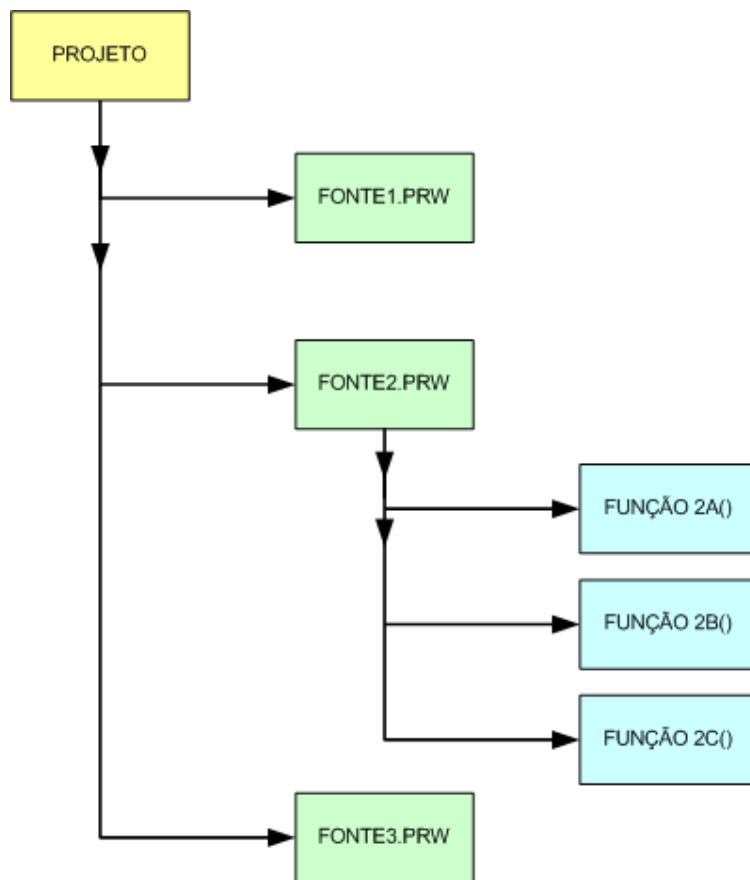 PROJETO
FONTE1.PRW
FONTE2.PRW
FUNÇÃO 2A()
FUNÇÃO 2B()
FUNÇÃO 2C()
FONTE3.PRW